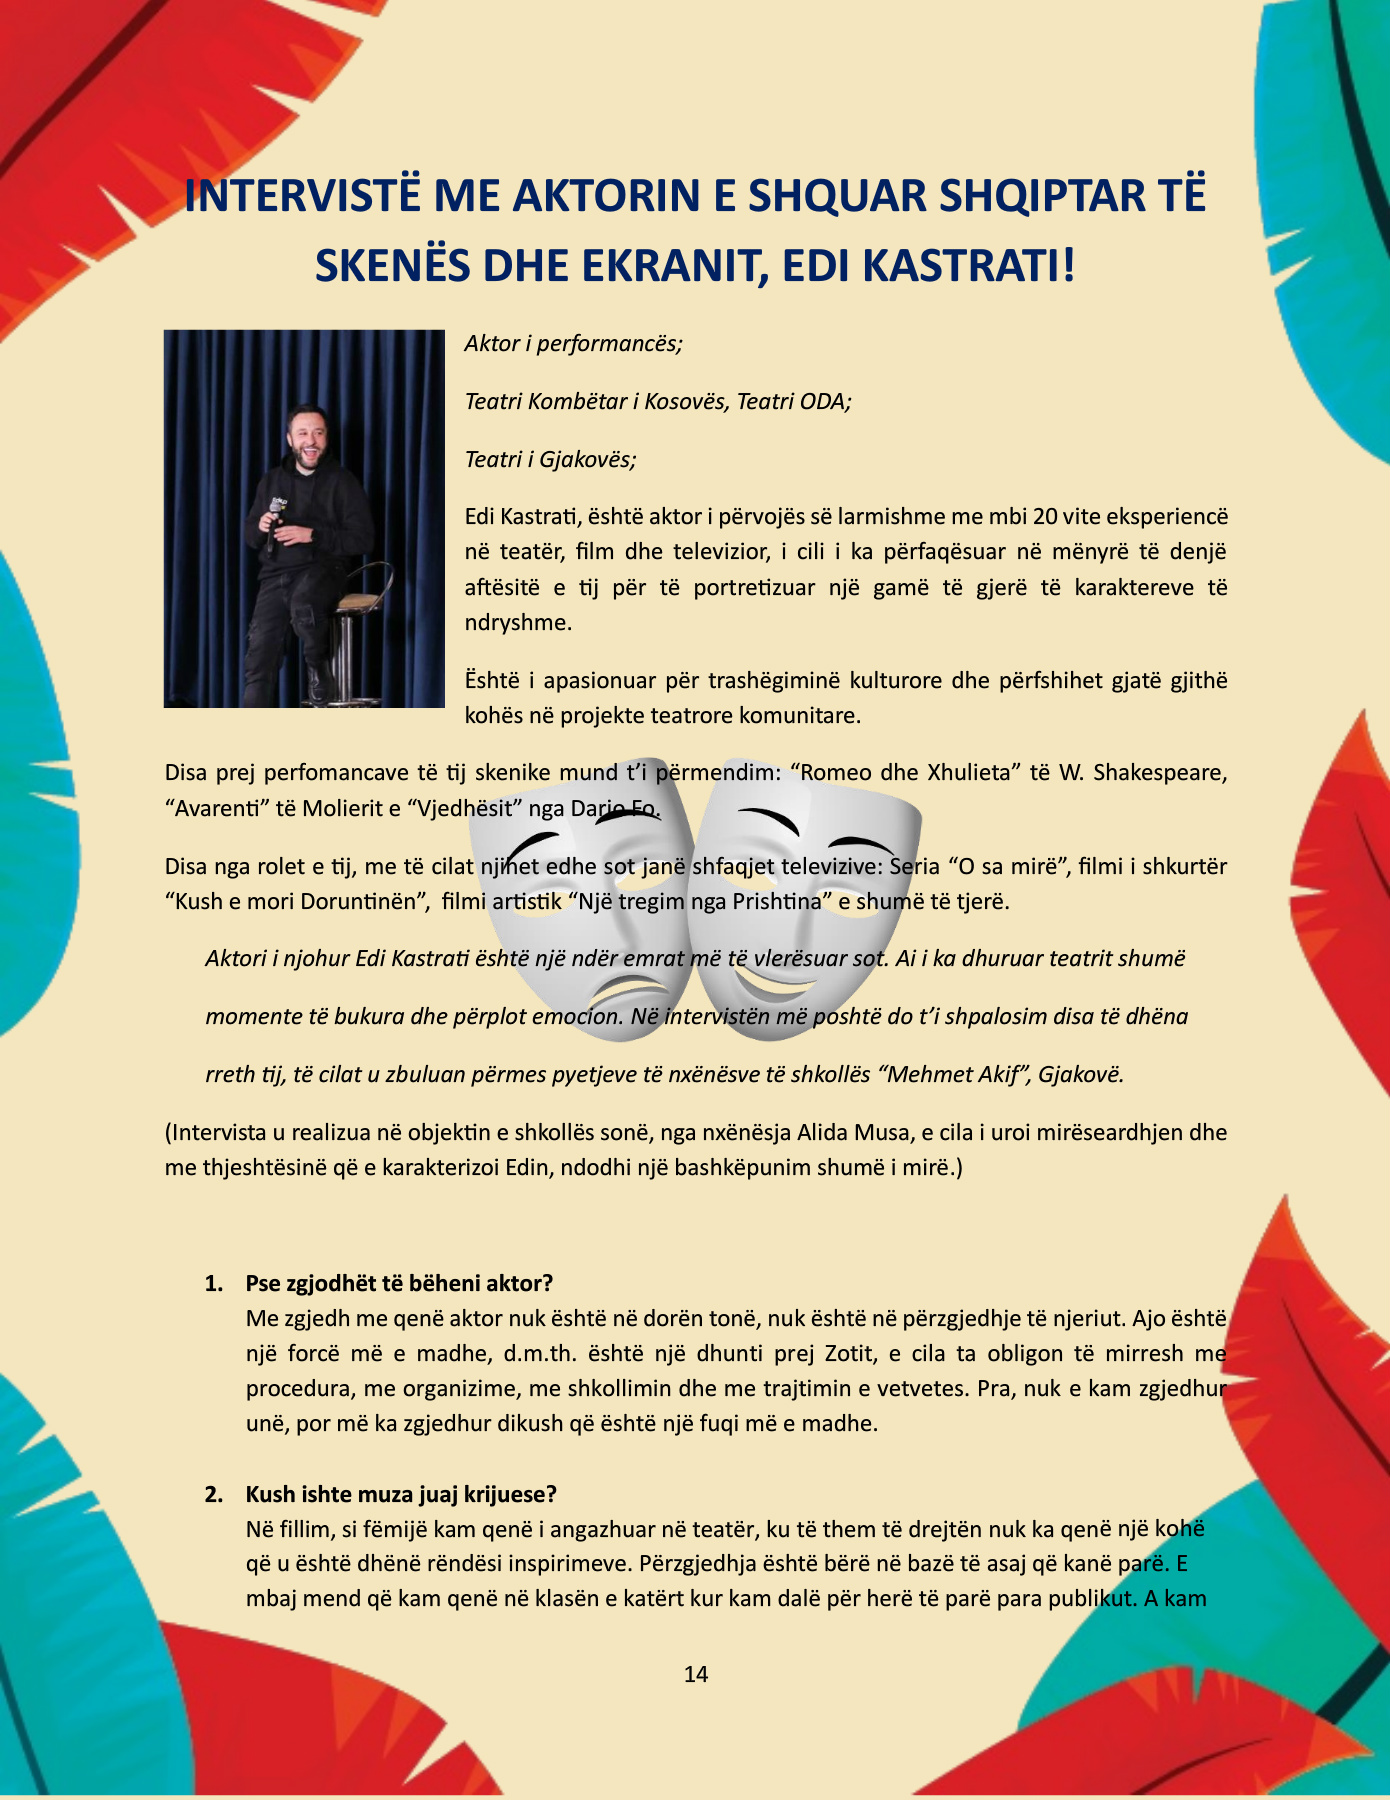 INTERVISTË ME AKTORIN E SHQUAR SHQIPTAR TË
SKENËS DHE EKRANIT, EDI KASTRATI!
Aktor i performancës;
Teatri Kombëtar i Kosovës, Teatri ODA;
Teatri i Gjakovës;
Edi Kastrati, është aktor i përvojës së larmishme me mbi 20 vite eksperiencë
në teatër, film dhe televizior, i cili i ka përfaqësuar në mënyrë të denjë
aftësitë e tij për të portretizuar një gamë të gjerë të karaktereve të
ndryshme.
Është i apasionuar për trashëgiminë kulturore dhe përfshihet gjatë gjithë
kohës në projekte teatrore komunitare.
Disa prej perfomancave të tij skenike mund t’i përmendim: “Romeo dhe Xhulieta” të W. Shakespeare,
“Avarenti” të Molierit e “Vjedhësit” nga Dario Fo.
Disa nga rolet e tij, me të cilat njihet edhe sot janë shfaqjet televizive: Seria “O sa mirë”, filmi i shkurtër
“Kush e mori Doruntinën”, filmi artistik “Një tregim nga Prishtina” e shumë të tjerë.
Aktori i njohur Edi Kastrati është një ndër emrat më të vlerësuar sot. Ai i ka dhuruar teatrit shumë
momente të bukura dhe përplot emocion. Në intervistën më poshtë do t’i shpalosim disa të dhëna
rreth tij, të cilat u zbuluan përmes pyetjeve të nxënësve të shkollës “Mehmet Akif”, Gjakovë.
(Intervista u realizua në objektin e shkollës sonë, nga nxënësja Alida Musa, e cila i uroi mirëseardhjen dhe
me thjeshtësinë që e karakterizoi Edin, ndodhi një bashkëpunim shumë i mirë.)
1. Pse zgjodhët të bëheni aktor?
Me zgjedh me qenë aktor nuk është në dorën tonë, nuk është në përzgjedhje të njeriut. Ajo është
një forcë më e madhe, d.m.th. është një dhunti prej Zotit, e cila ta obligon të mirresh me
procedura, me organizime, me shkollimin dhe me trajtimin e vetvetes. Pra, nuk e kam zgjedhur
unë, por më ka zgjedhur dikush që është një fuqi më e madhe.
2. Kush ishte muza juaj krijuese?
Në fillim, si fëmijë kam qenë i angazhuar në teatër, ku të them të drejtën nuk ka qenë një kohë
që u është dhënë rëndësi inspirimeve. Përzgjedhja është bërë në bazë të asaj që kanë parë. E
mbaj mend që kam qenë në klasën e katërt kur kam dalë për herë të parë para publikut. A kam
14